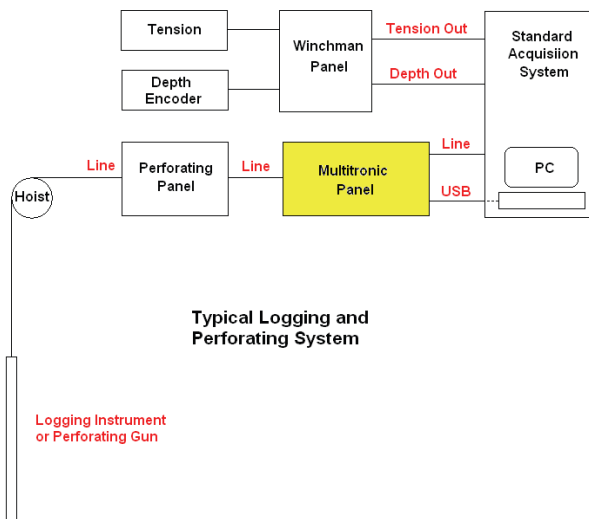 Tension
Winchman
Panel
Tension Out
Standard
Acquisiion
System
Depth
Encoder
Depth Out
Line
Perforating
Panel
Line
Multitronic
Panel
Line
USB
PC
Hoist
Typical Logging and
Perforating System
Logging Instrument
or Perforating Gun